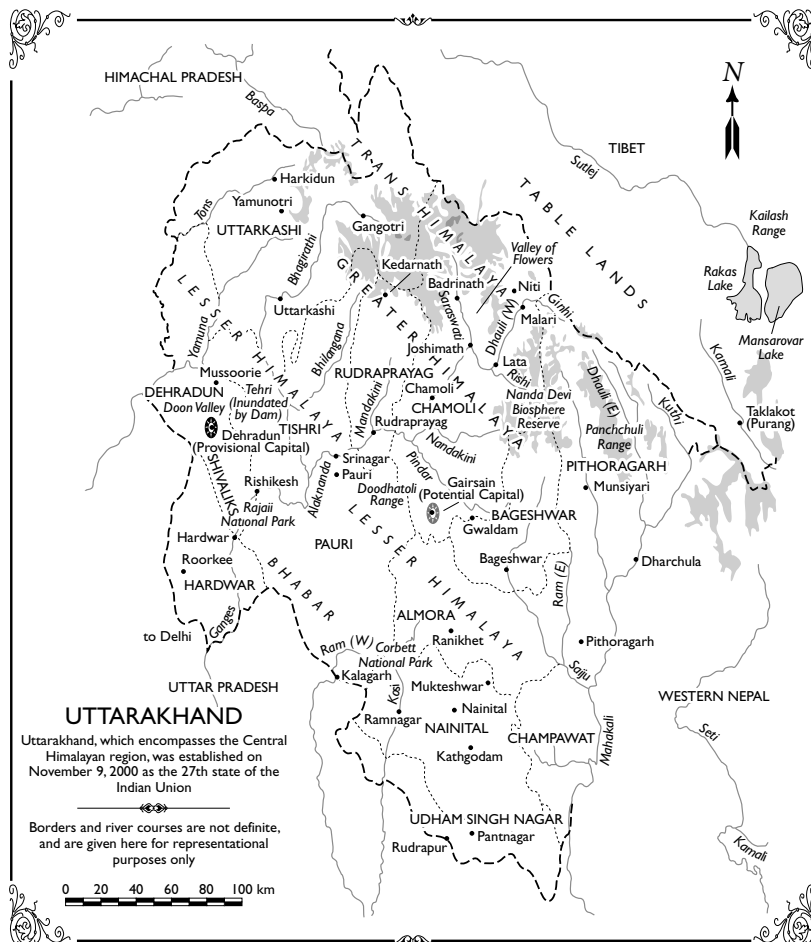 N
HIMACHAL PRADESH
Baspa
TIBET
Sutlej
TRANS HIMALAYA
TABLE LANDS
Kailash
Range
Rakas
Lake
Mansarovar
Lake
Harkidun
Tons
Yamunotri
UTTARKASHI
Gangotri
Bhagirathi
Kedarnath
Valley of
Flowers
Badrinath
Niti
Ginhi
GREATER HIMALAYA
Saraswati
Dhauli (W)
Malari
LESSER HIMALAYA
Uttarkashi
Bhilangana
Yamuna
Joshimath
Lata
Rishi
Karnali
Mussoorie
RUDRAPRAYAG
DEHRADUN
Tehri
(Inundated
by Dam)
Doon Valley
Mandakini
Chamoli
CHAMOLI
Nanda Devi
Biosphere
Reserve
Dhauli (E)
Kuthi
Taklakot
(Purang)
Dehradun
(Provisional Capital)
TISHRI
Rudraprayag
Nandakini
Panchchuli
Range
SHIVALIKS
Srinagar
Pauri
Pindar
PITHORAGARH
Rishikesh
Alaknanda
Doodhatoli
Range
Gairsain
(Potential Capital)
Munsiyari
Rajaii
National Park
LESSER HIMALAYA
BAGESHWAR
Gwaldam
Hardwar
PAURI
Roorkee
HARDWAR
BHABAR
Bageshwar
Ram (E)
Dharchula
Ganges
to Delhi
ALMORA
Ranikhet
Ram (W)
Corbett
National Park
Pithoragarh
Kalagarh
Saiju
UTTAR PRADESH
Kosi
Mukteshwar
WESTERN NEPAL
Ramnagar
Nainital
NAINITAL
Seti
CHAMPAWAT
Mahakali
Kathgodam
UTTARAKHAND
Uttarakhand, which encompasses the Central
Himalayan region, was established on
November 9, 2000 as the 27th state of the
Indian Union
Borders and river courses are not definite,
and are given here for representational
purposes only
UDHAM SINGH NAGAR
Pantnagar
Rudrapur
Karnali
0 20 40 60 80 100 km